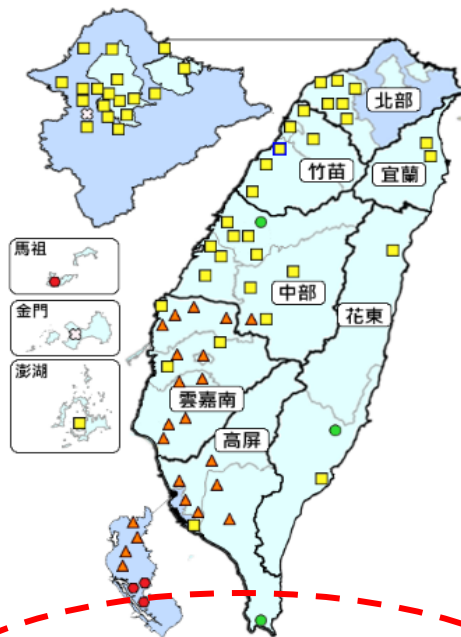 北部
竹苗
宜蘭
馬祖
金門
中部
花東
澎湖
雲嘉南
高屏